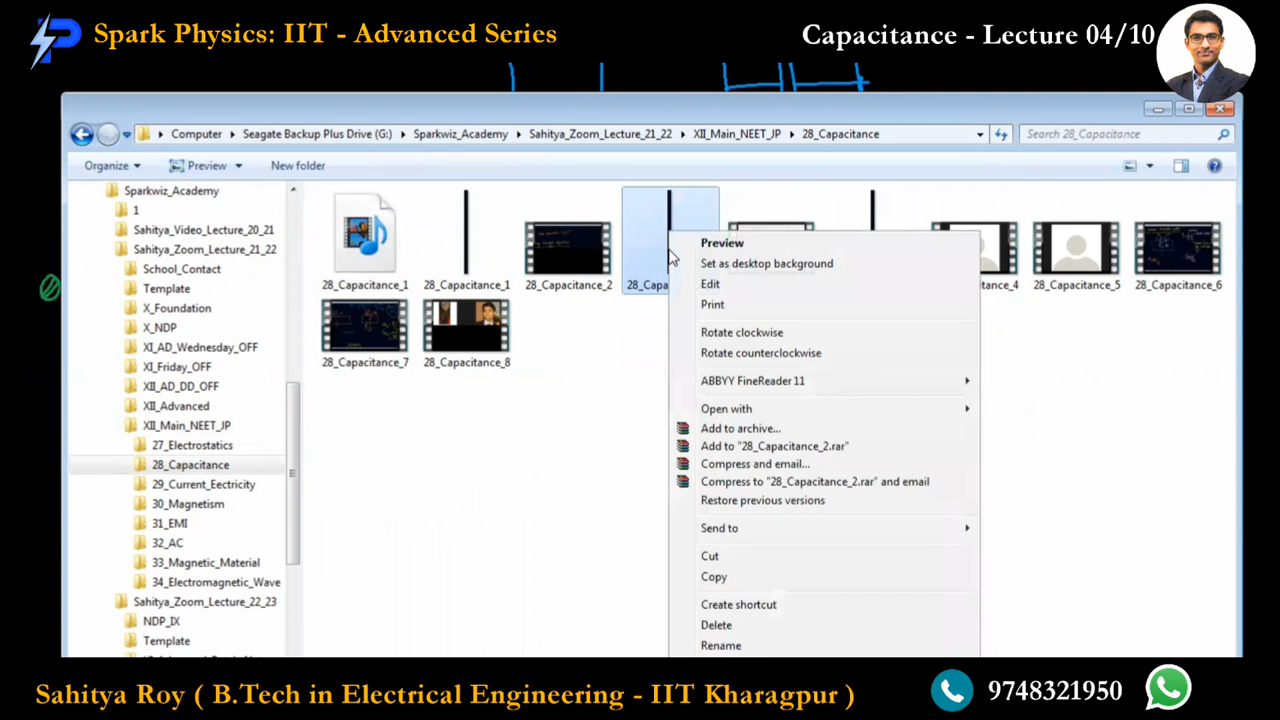 Spark Physics: IIT - Advanced Series
Capacitance - Lecture 04/10
Computer
Seagate Backup Plus Drive (G:)
Sparkwiz_Academy
Sahitya_Zoom_Lecture_21_22
XII_Main_NEET_JP
28_Capacitance
Search 28_Capacitance
Organize
Preview
New folder
Sparkwiz_Academy
1
Sahitya_Video_Lecture_20_21
Sahitya_Zoom_Lecture_21_22
School_Contact
Template
X_Foundation
X_NDP
XI_AD_Wednesday_OFF
XI_Friday_OFF
XII_AD_DD_OFF
XII_Advanced
XII_Main_NEET_JP
27_Electrostatics
28_Capacitance
29_Current_Eectricity
30_Magnetism
31_EMI
32_AC
33_Magnetic_Material
34_Electromagnetic_Wave
Sahitya_Zoom_Lecture_22_23
NDP_IX
Template
28_Capacitance_1
28_Capacitance_1
28_Capacitance_2
28_Capa
ce_4
28_Capacitance_5
28_Capacitance_6
28_Capacitance_7
28_Capacitance_8
Preview
Set as desktop background
Edit
Print
Rotate clockwise
Rotate counterclockwise
ABBYY FineReader 11
Open with
Add to archive...
Add to "28_Capacitance_2.rar"
Compress and email...
Compress to "28_Capacitance_2.rar" and email
Restore previous versions
Send to
Cut
Copy
Create shortcut
Delete
Rename
Sahitya Roy ( B.Tech in Electrical Engineering - IIT Kharagpur )
9748321950